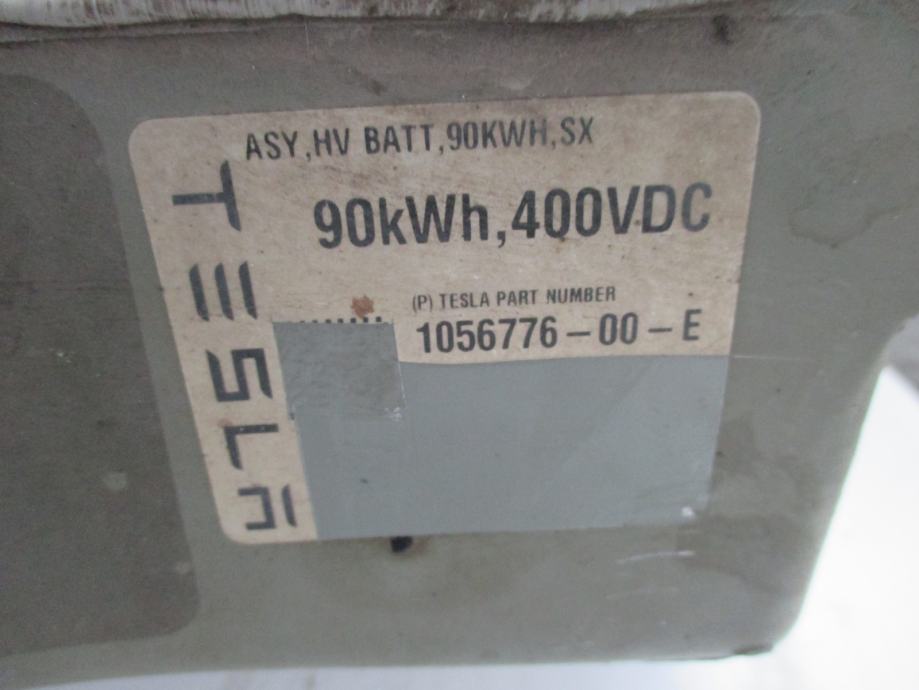 ASY,HV BATT,90KWH,SX
90kWh,400VDC
(P) TESLA PART NUMBER
1056776-00-E
TESLA